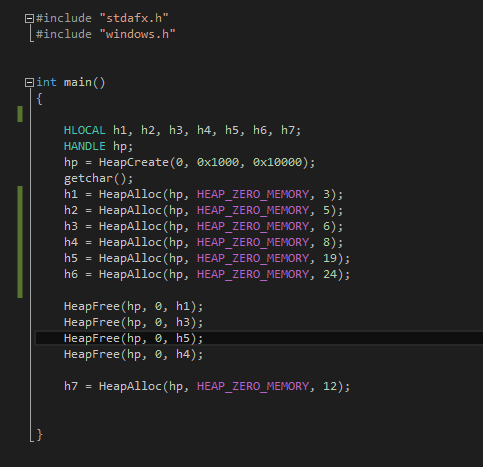 #include "stdafx.h"
#include "windows.h"
int main()
{
HLOCAL h1, h2, h3, h4, h5, h6, h7;
HANDLE hp;
hp = HeapCreate(0, 0x1000, 0x10000);
getchar();
h1 = HeapAlloc(hp, HEAP_ZERO_MEMORY, 3);
h2 = HeapAlloc(hp, HEAP_ZERO_MEMORY, 5);
h3 = HeapAlloc(hp, HEAP_ZERO_MEMORY, 6);
h4 = HeapAlloc(hp, HEAP_ZERO_MEMORY, 8);
h5 = HeapAlloc(hp, HEAP_ZERO_MEMORY, 19);
h6 = HeapAlloc(hp, HEAP_ZERO_MEMORY, 24);
HeapFree(hp, 0, h1);
HeapFree(hp, 0, h3);
HeapFree(hp, 0, h5);
HeapFree(hp, 0, h4);
h7 = HeapAlloc(hp, HEAP_ZERO_MEMORY, 12);
}